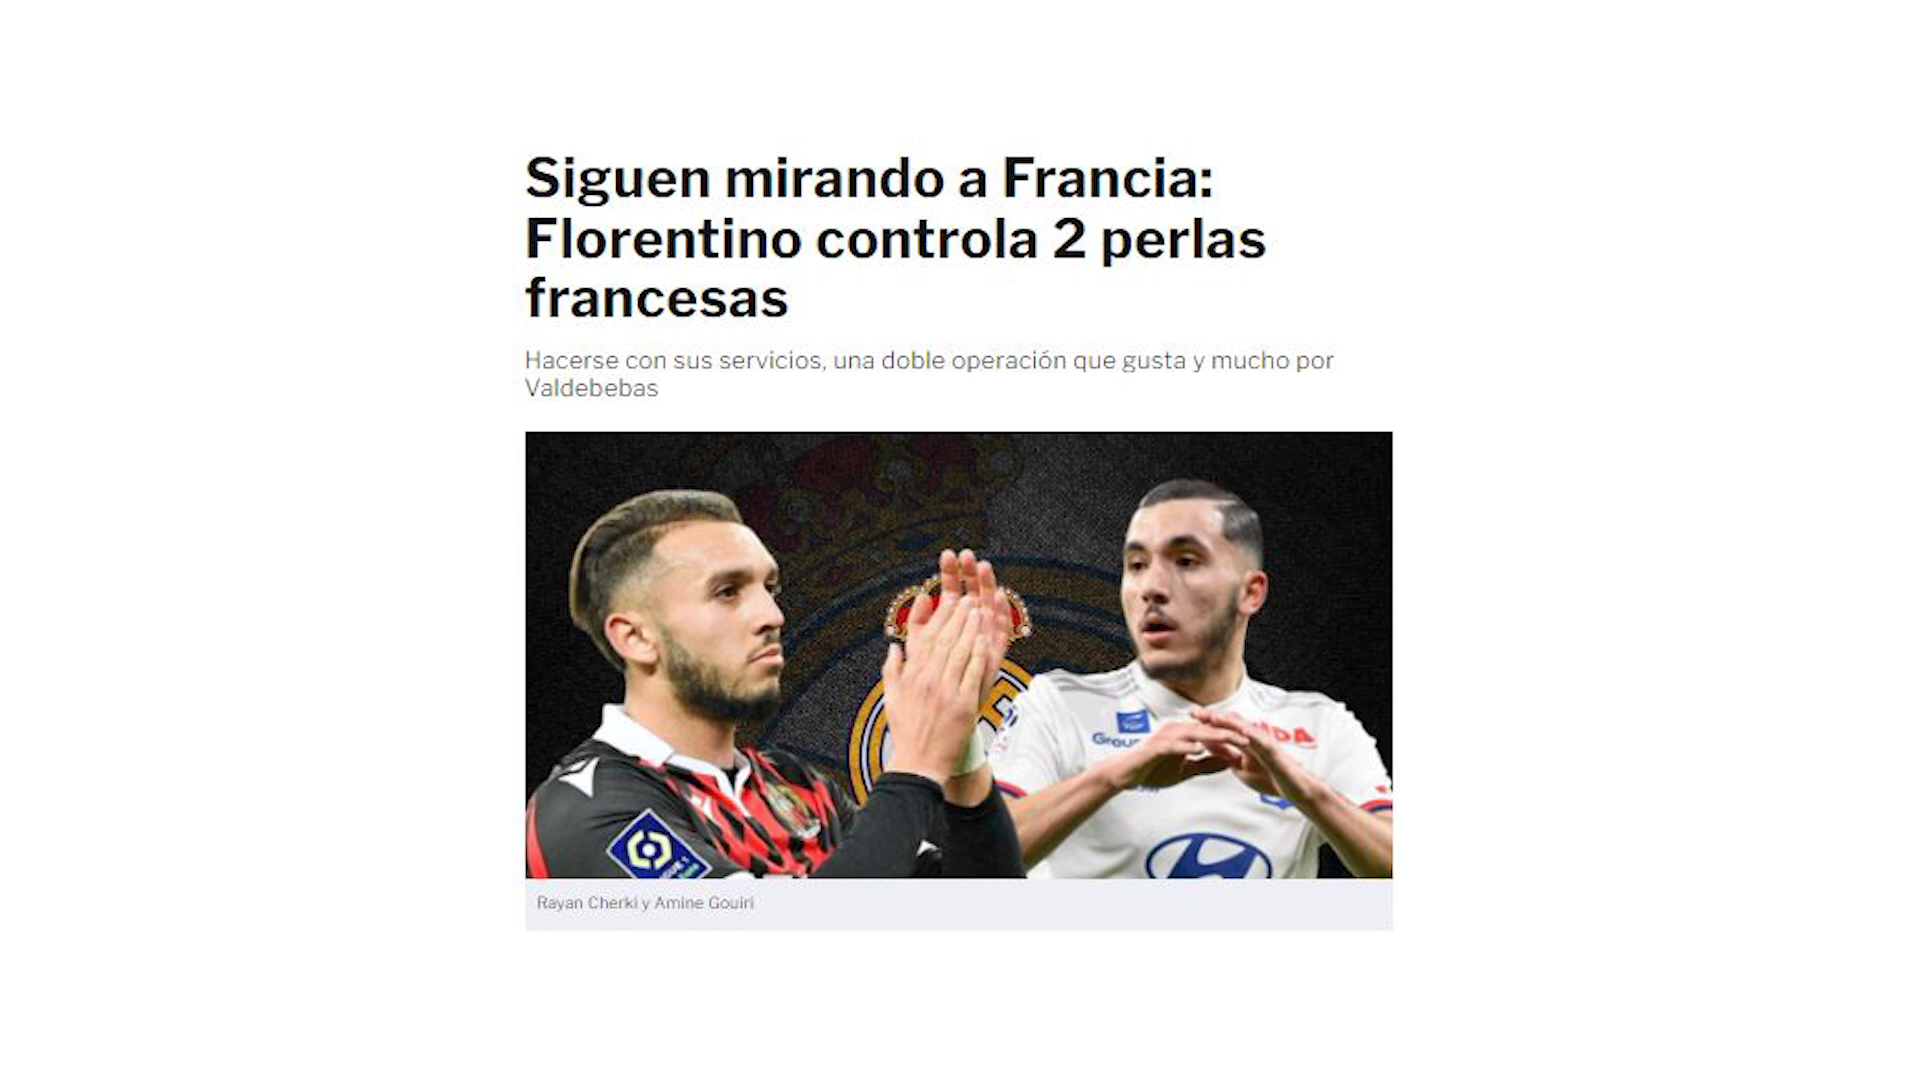 Siguen mirando a Francia:
Florentino controla 2 perlas
francesas
Hacerse con sus servicios, una doble operación que gusta y mucho por
Valdebebas
Rayan Cherki y Amine Gouiri